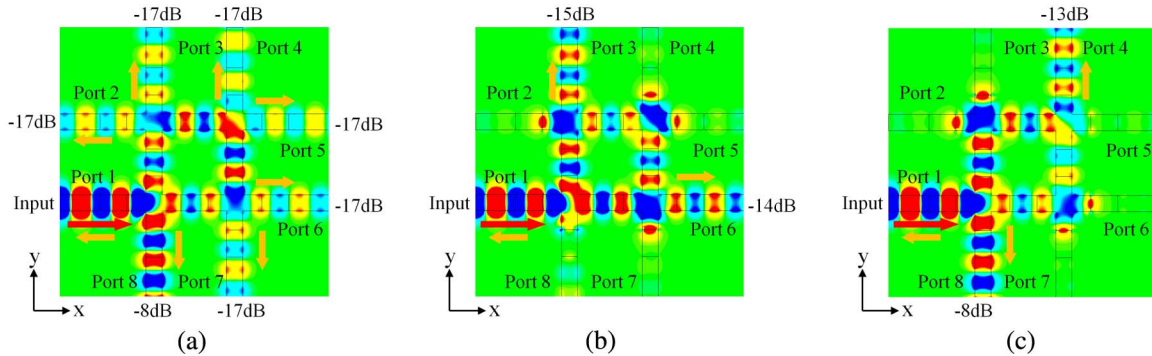 -17dB -17dB
Port 3 Port 4
Port 2
-17dB -17dB
Port 5
Port 1
Input -17dB
Port 6
y
Port 8 Port 7
x -8dB -17dB
(a)
-15dB
Port 3 Port 4
Port 2
Port 5
Port 1
Input -14dB
Port 6
y
Port 8 Port 7
x
(b)
-13dB
Port 3 Port 4
Port 2
Port 5
Port 1
Input
Port 6
y
Port 8 Port 7
x -8dB
(c)